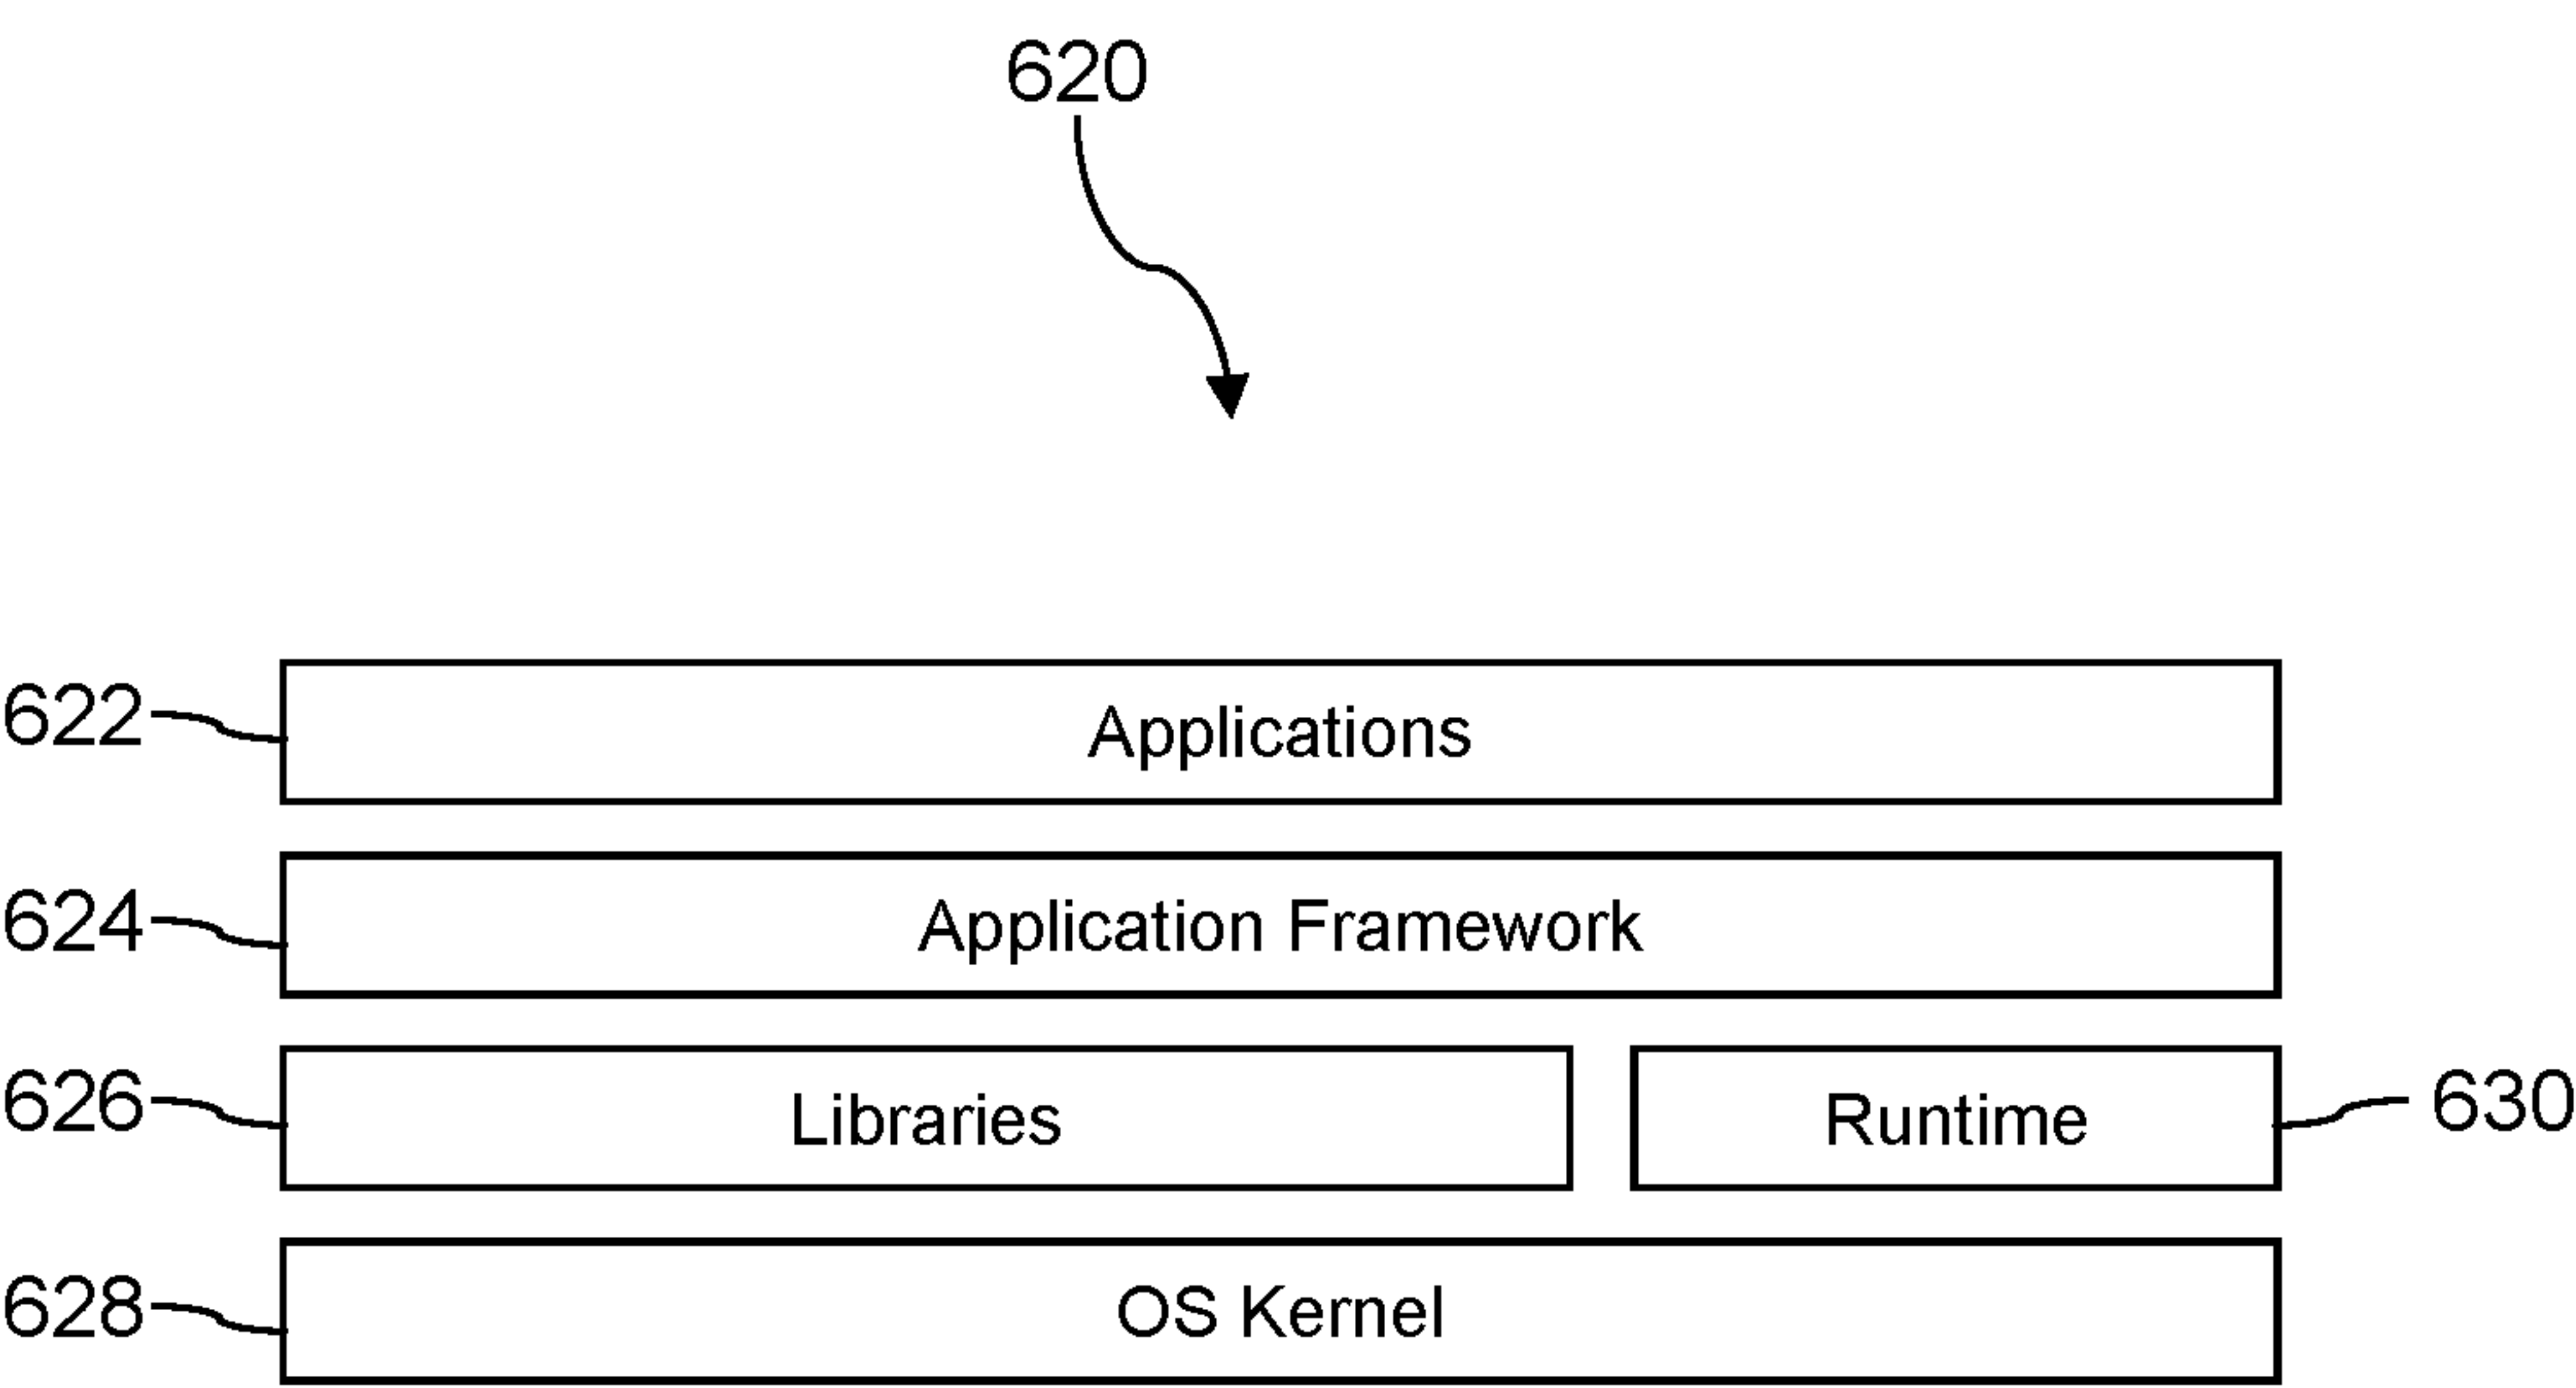 620
622 Applications
624 Application Framework
626 Libraries Runtime 630
628 OS Kernel